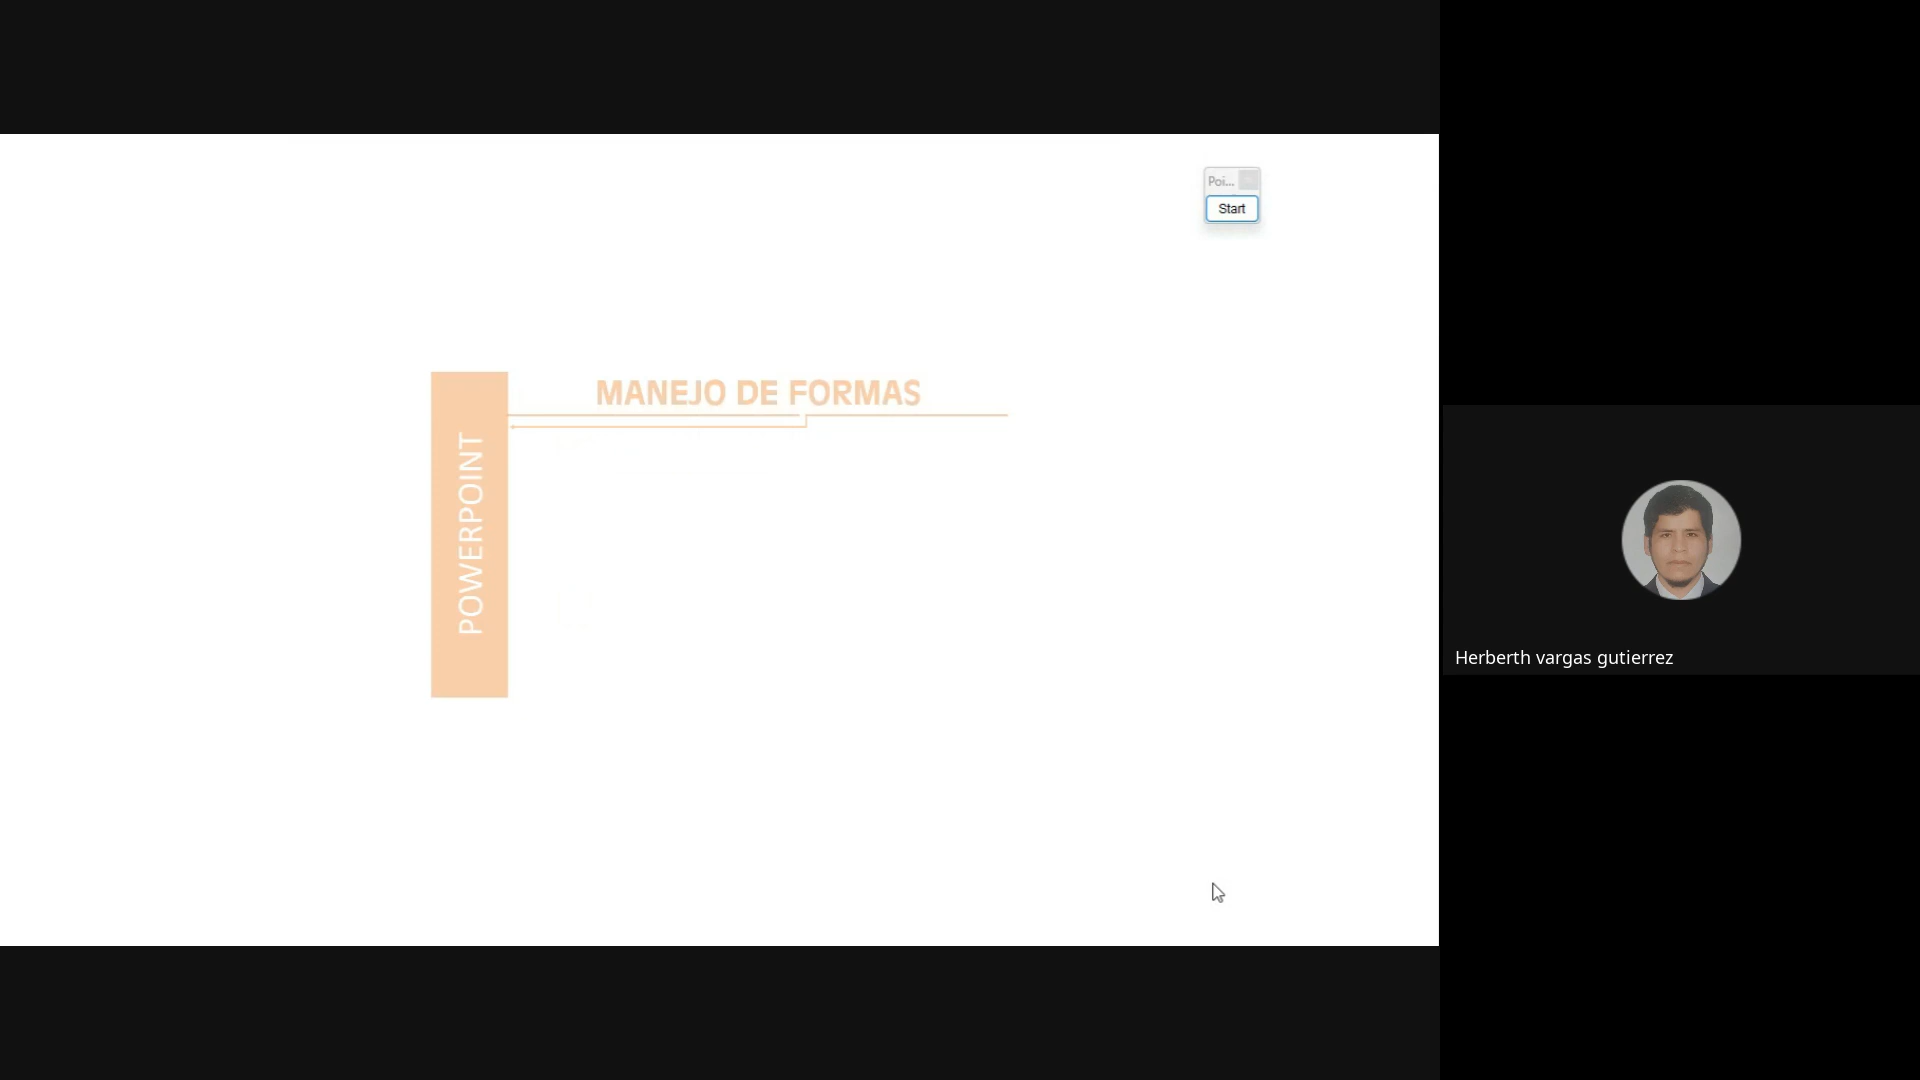 Poi...
Start
MANEJO DE FORMAS
POWERPOINT
Herberth vargas gutierrez